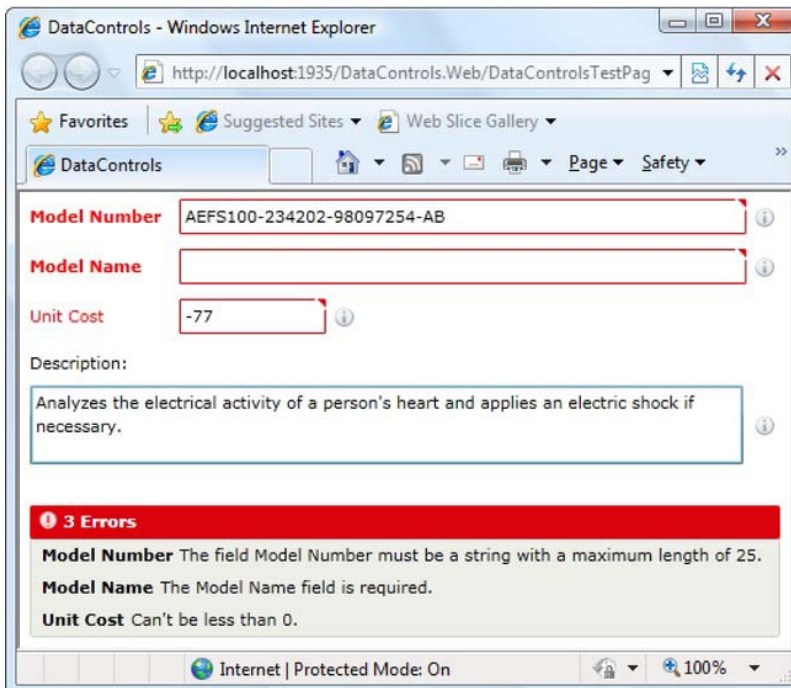 DataControls - Windows Internet Explorer
http://localhost:1935/DataControls.Web/DataControlsTestPag
Favorites Suggested Sites Web Slice Gallery
DataControls Page Safety »
Model Number AEFS100-234202-98097254-AB
Model Name
Unit Cost -77
Description:
Analyzes the electrical activity of a person's heart and applies an electric shock if
necessary.
3 Errors
Model Number The field Model Number must be a string with a maximum length of 25.
Model Name The Model Name field is required.
Unit Cost Can't be less than 0.
Internet | Protected Mode: On 100%